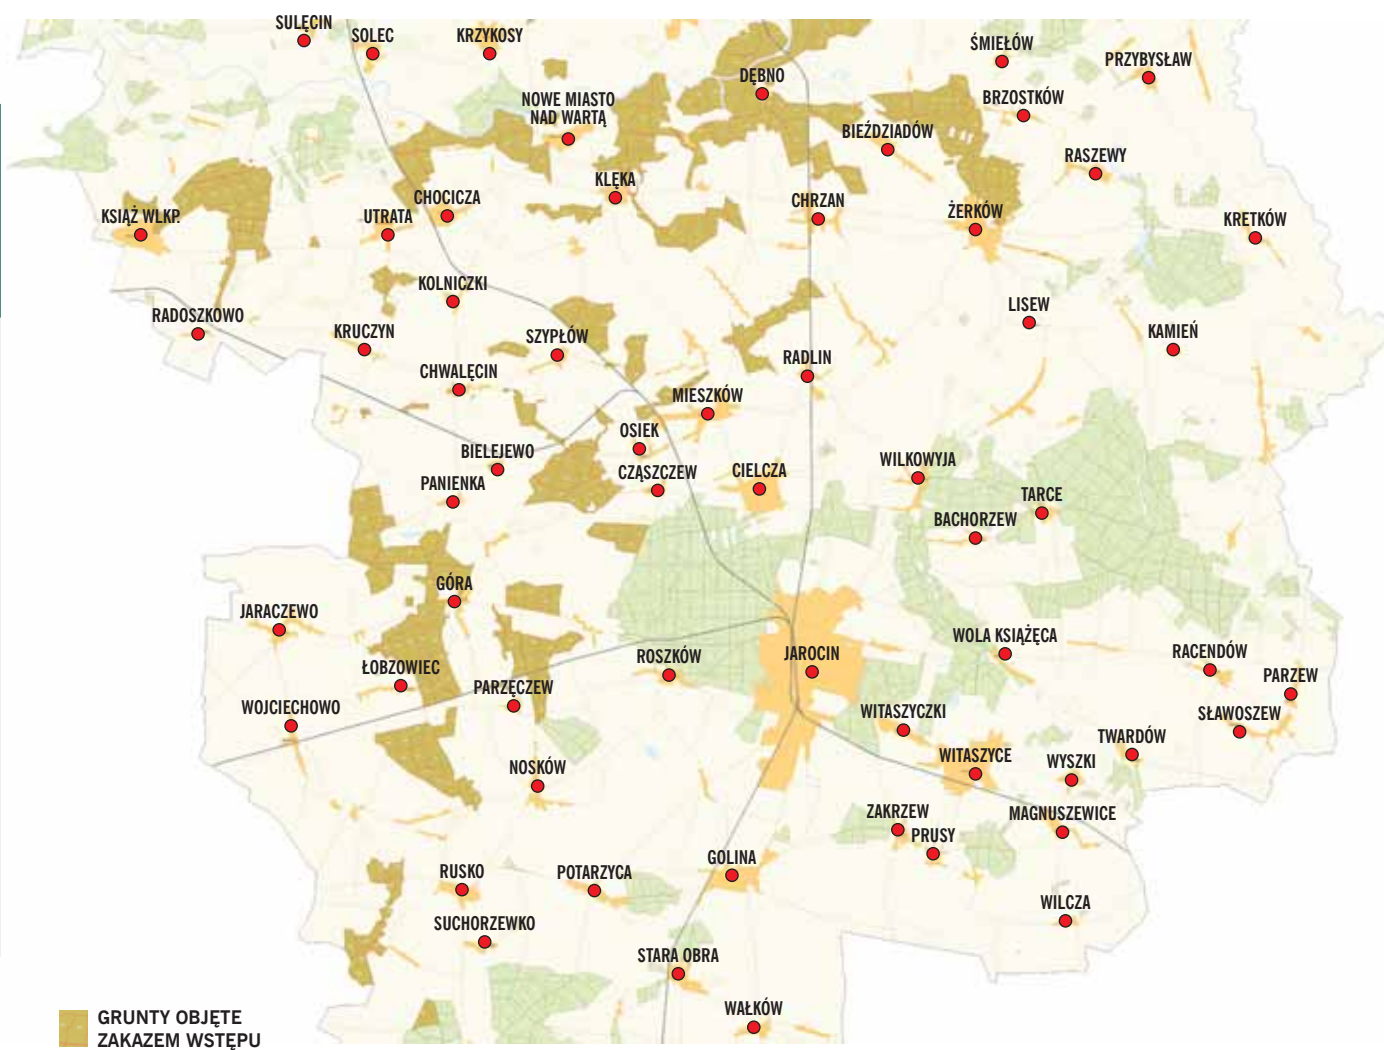 SULĘCIN
SOLEC
KRZYKOSY
ŚMIEŁÓW
PRZYBYSŁAW
DĘBNO
NOWE MIASTO
NAD WARTĄ
BRZOSTKÓW
BIEŹDZIADÓW
RASZEWY
KLĘKA
CHOCICZA
CHRZAN
KSIĄŻ WLKP.
UTRATA
ŻERKÓW
KRETKÓW
KOLNICZKI
RADOSZKOWO
LISEW
KRUCZYN
SZYPŁÓW
KAMIEŃ
RADLIN
CHWALĘCIN
MIESZKÓW
OSIEK
BIELEJEWO
CZĄSZCZEW
CIELCZA
WILKOWYJA
PANIENKA
TARCE
BACHORZEW
GÓRA
JARACZEWO
WOLA KSIĄŻĘCA
ŁOBZOWIEC
ROSZKÓW
JAROCIN
RACENDÓW
PARZEW
PARZĘCZEW
WOJCIECHOWO
WITASZYCZKI
SŁAWOSZEW
TWARDÓW
NOSKÓW
WITASZYCE
WYSZKI
ZAKRZEW
MAGNUSZEWICE
PRUSY
GOLINA
RUSKO
POTARZYCA
WILCZA
SUCHORZEWKO
STARA OBRA
WAŁKÓW
GRUNTY OBJĘTE
ZAKAZEM WSTĘPU